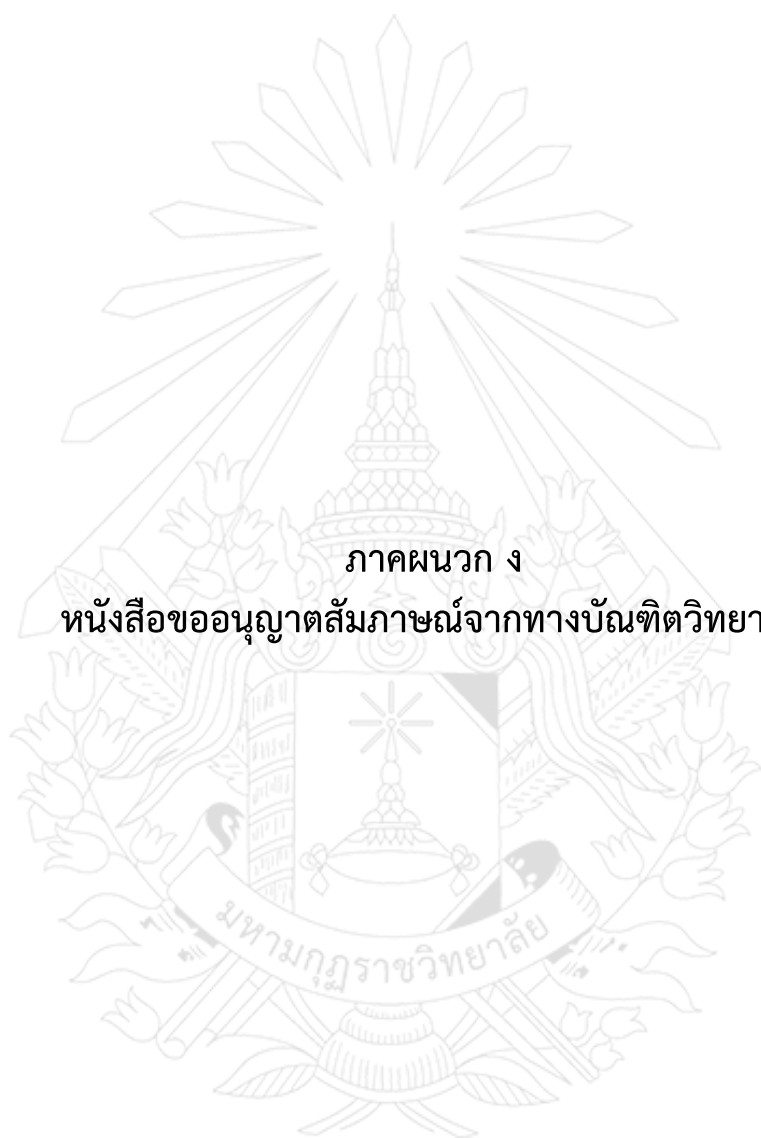 ภาคผนวก ง
หนังสือขออนุญาตสัมภาษณ์จากทางบัณฑิตวิทยา
มหามกุฏราชวิทยาลัย